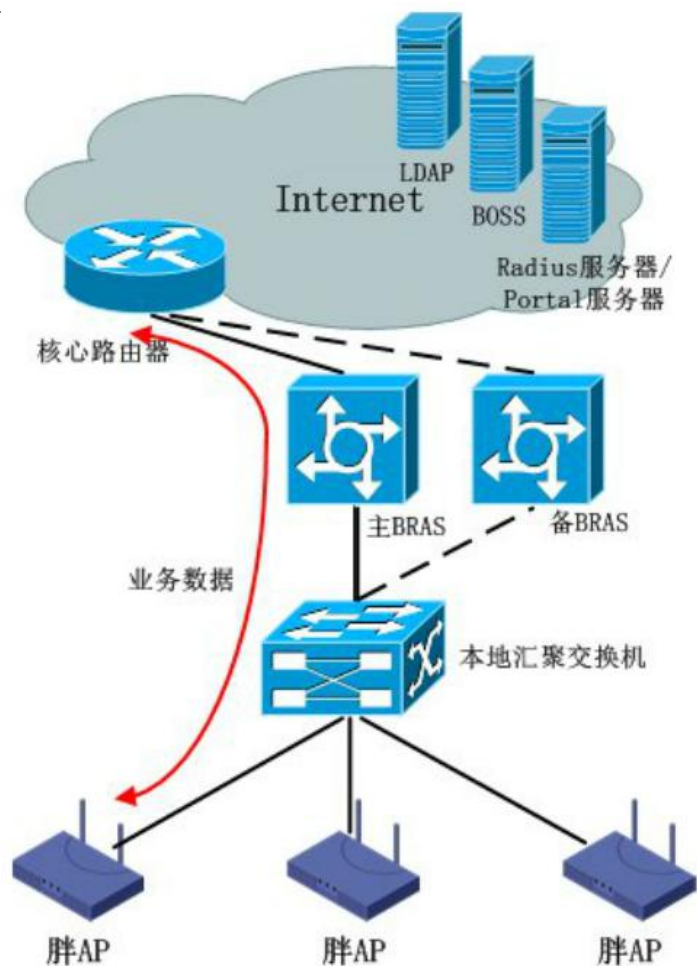 LDAP
Internet
BOSS
Radius服务器/
Portal服务器
核心路由器
主BRAS
备BRAS
业务数据
本地汇聚交换机
胖AP
胖AP
胖AP